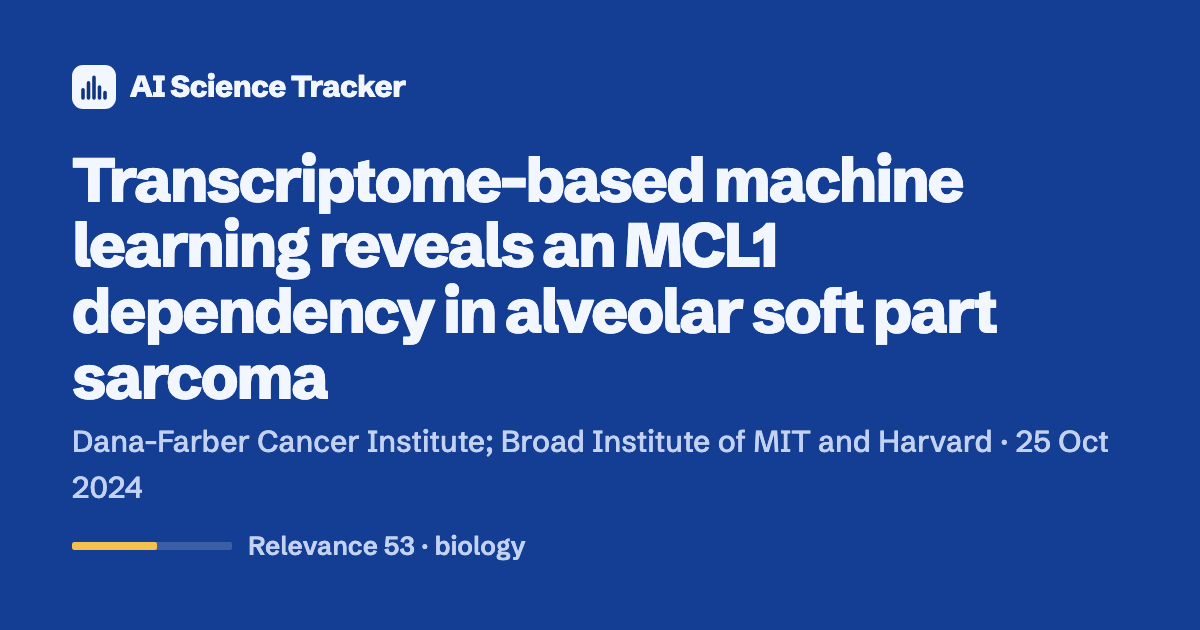 AI Science Tracker
Transcriptome-based machine
learning reveals an MCL1
dependency in alveolar soft part
sarcoma
Dana-Farber Cancer Institute; Broad Institute of MIT and Harvard · 25 Oct
2024
Relevance 53 · biology